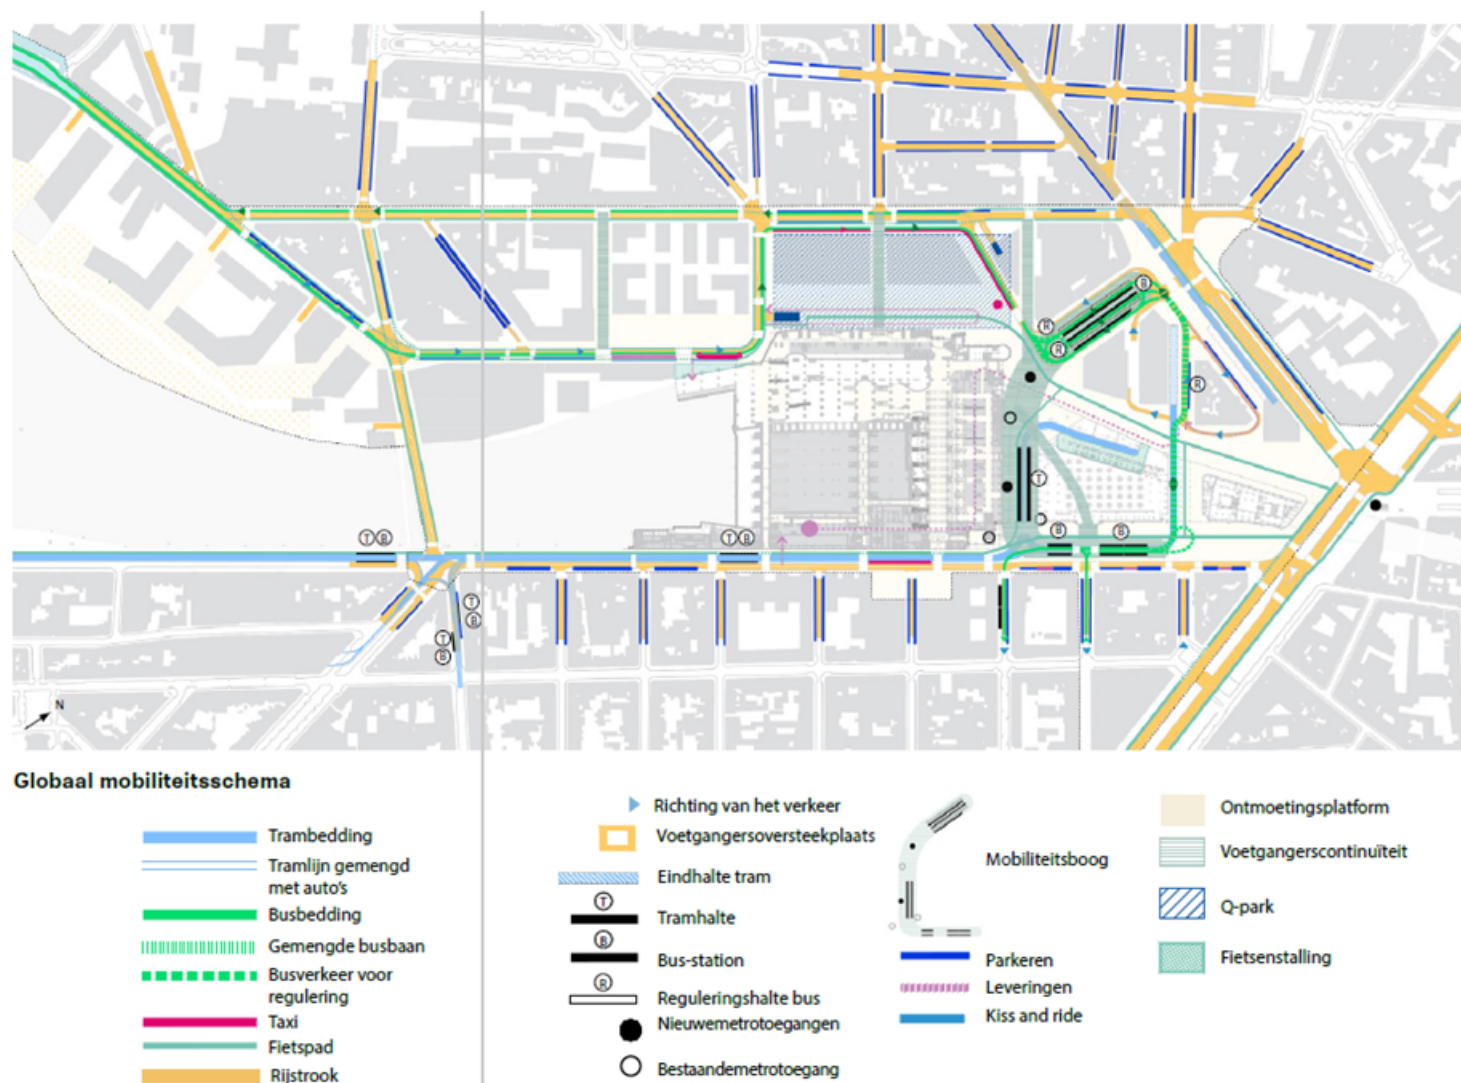 B
R
R
R
T
B
B
T B
T B
T
B
T
B
N
Globaal mobiliteitsschema
Trambedding
Tramlijn gemengd
met auto's
Busbedding
Gemengde busbaan
Busverkeer voor
regulering
Taxi
Fietspad
Rijstrook
Richting van het verkeer
Voetgangersoversteekplaats
Eindhalte tram
T
Tramhalte
B
Bus-station
R
Reguleringshalte bus
Nieuwemetrotoegangen
Bestaandemetrotoegang
Mobiliteitsboog
Parkeren
Leveringen
Kiss and ride
Ontmoetingsplatform
Voetgangerscontinuïteit
Q-park
Fietsenstalling